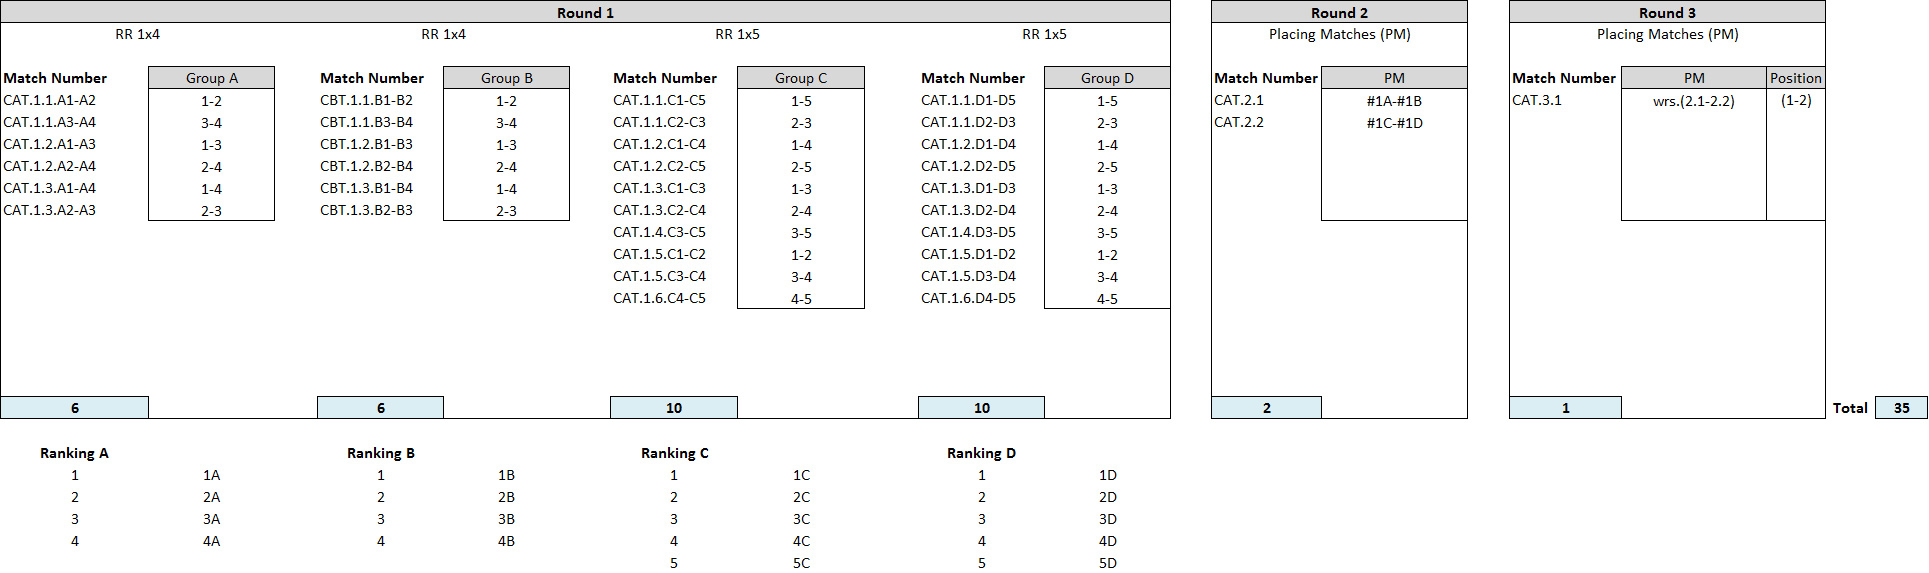 Round 1 Round 2 Round 3
RR 1x4 RR 1x4 RR 1x5 RR 1x5 Placing Matches (PM) Placing Matches (PM)
Match Number Group A Match Number Group B Match Number Group C Match Number Group D Match Number PM Match Number PM Position
CAT.1.1.A1-A2 1-2 CBT.1.1.B1-B2 1-2 CAT.1.1.C1-C5 1-5 CAT.1.1.D1-D5 1-5 CAT.2.1 #1A-#1B CAT.3.1 wrs.(2.1-2.2) (1-2)
CAT.1.1.A3-A4 3-4 CBT.1.1.B3-B4 3-4 CAT.1.1.C2-C3 2-3 CAT.1.1.D2-D3 2-3 CAT.2.2 #1C-#1D
CAT.1.2.A1-A3 1-3 CBT.1.2.B1-B3 1-3 CAT.1.2.C1-C4 1-4 CAT.1.2.D1-D4 1-4
CAT.1.2.A2-A4 2-4 CBT.1.2.B2-B4 2-4 CAT.1.2.C2-C5 2-5 CAT.1.2.D2-D5 2-5
CAT.1.3.A1-A4 1-4 CBT.1.3.B1-B4 1-4 CAT.1.3.C1-C3 1-3 CAT.1.3.D1-D3 1-3
CAT.1.3.A2-A3 2-3 CBT.1.3.B2-B3 2-3 CAT.1.3.C2-C4 2-4 CAT.1.3.D2-D4 2-4
CAT.1.4.C3-C5 3-5 CAT.1.4.D3-D5 3-5
CAT.1.5.C1-C2 1-2 CAT.1.5.D1-D2 1-2
CAT.1.5.C3-C4 3-4 CAT.1.5.D3-D4 3-4
CAT.1.6.C4-C5 4-5 CAT.1.6.D4-D5 4-5
6 6 10 10 2 1 Total 35
Ranking A Ranking B Ranking C Ranking D
1 1A 1 1B 1 1C 1 1D
2 2A 2 2B 2 2C 2 2D
3 3A 3 3B 3 3C 3 3D
4 4A 4 4B 4 4C 4 4D
5 5C 5 5D